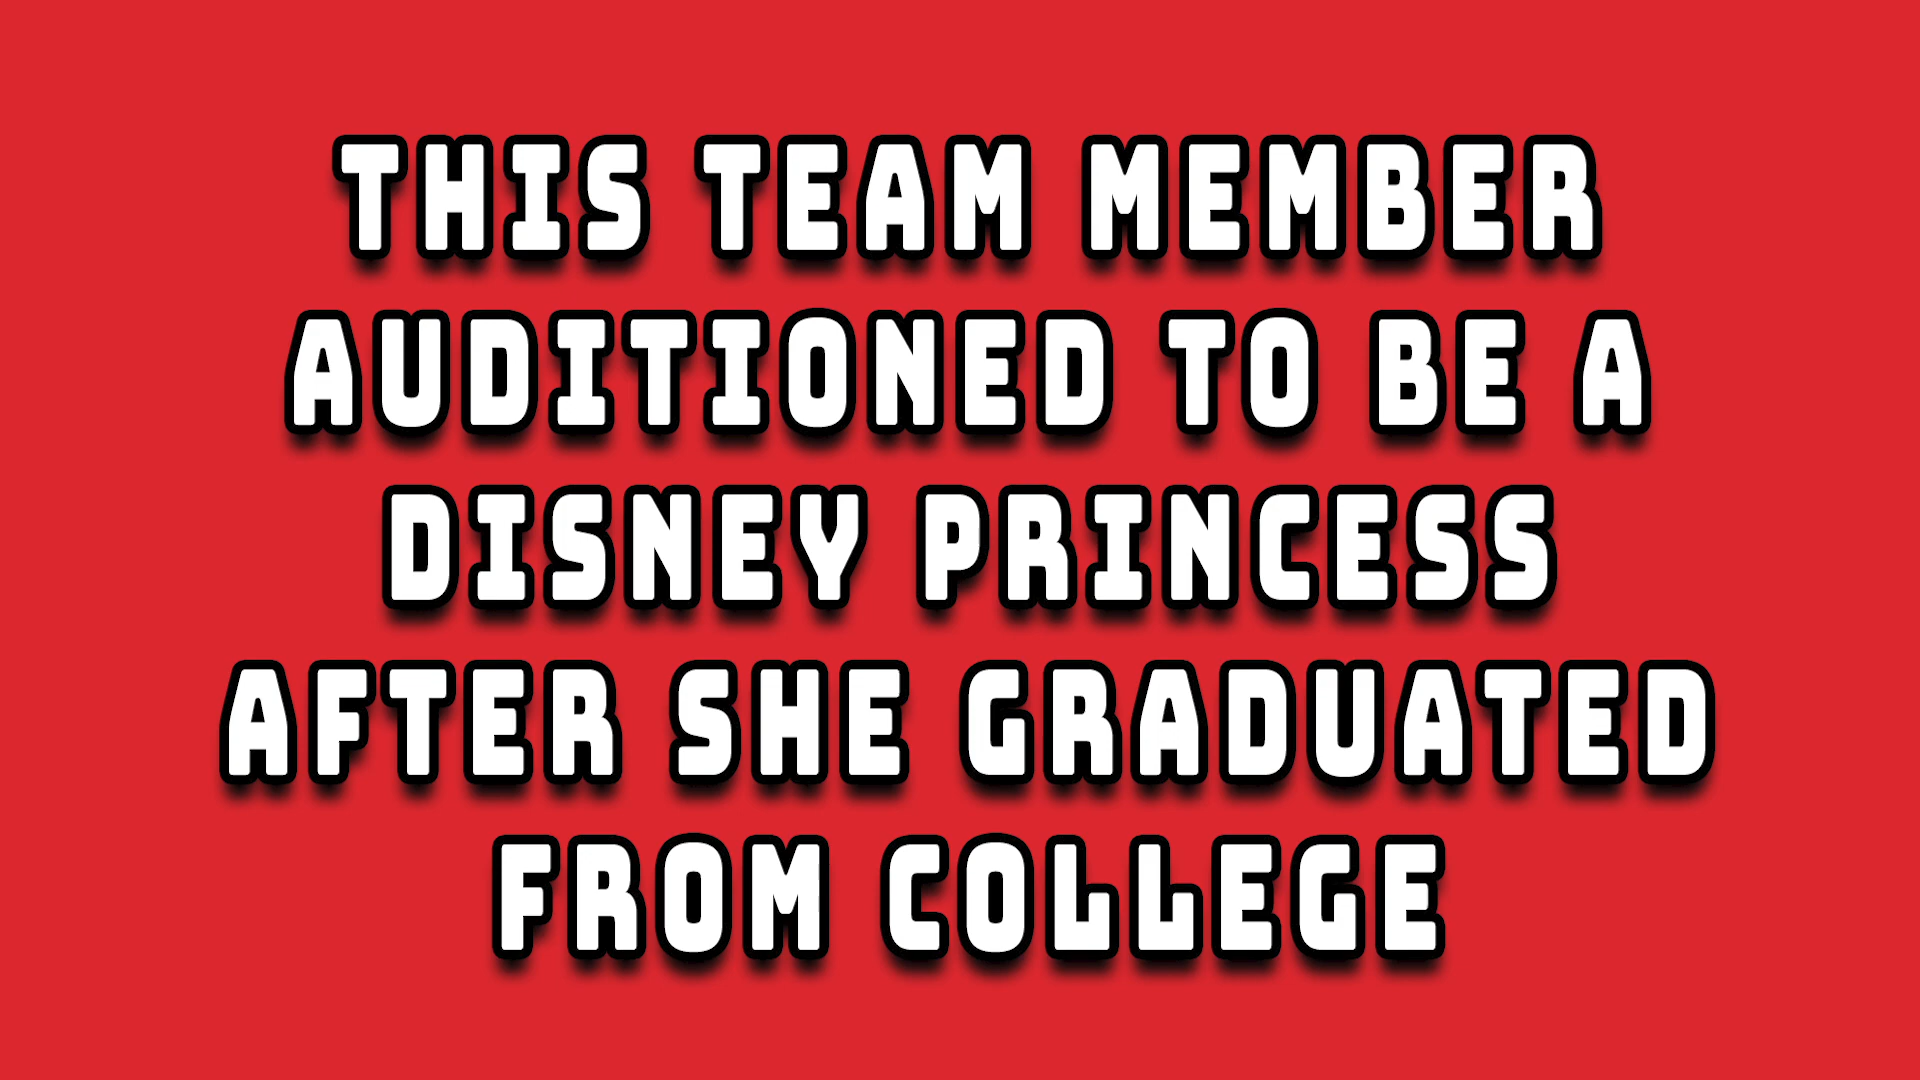 THIS TEAM MEMBER
AUDITIONED TO BE A
DISNEY PRINCESS
AFTER SHE GRADUATED
FROM COLLEGE